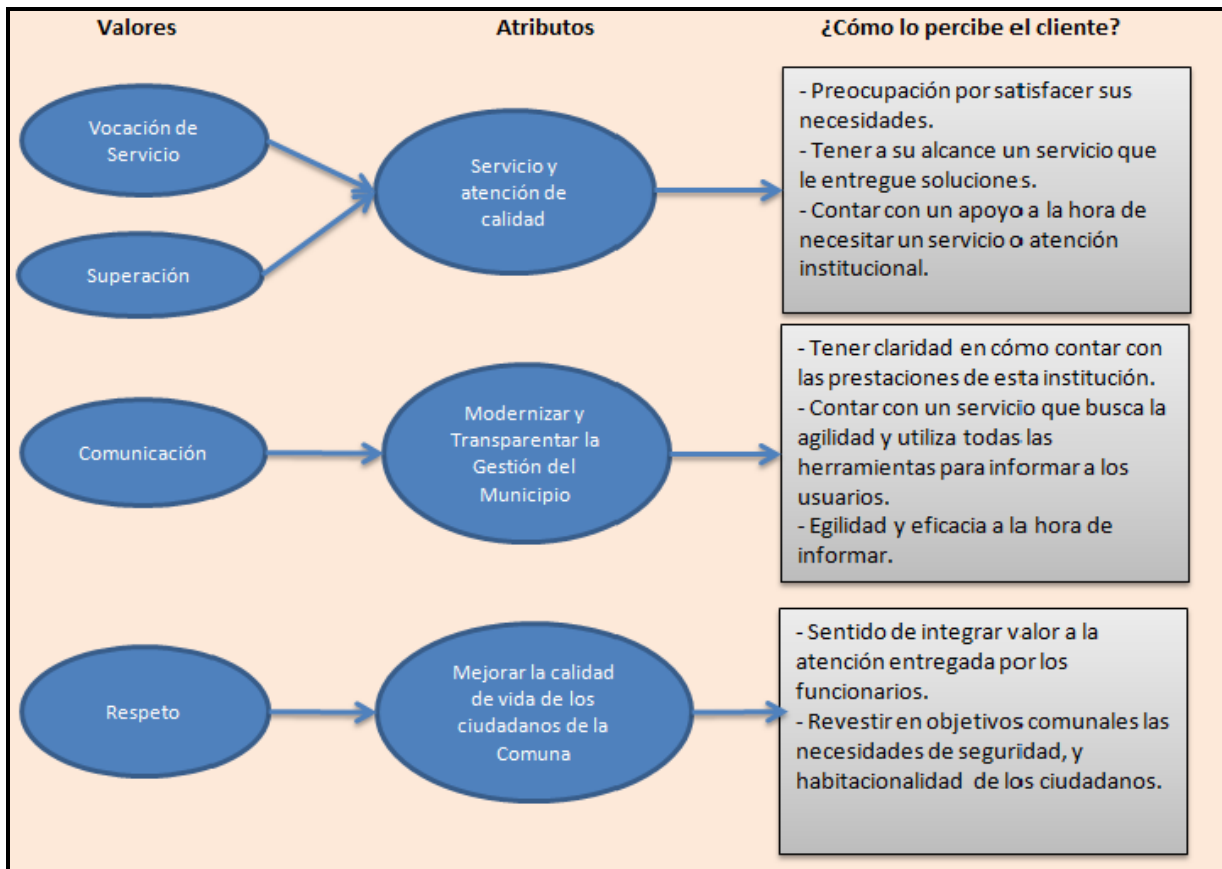 Valores
Atributos
¿Cómo lo percibe el cliente?
Vocación de
Servicio
Superación
Servicio y
atención de
calidad
- Preocupación por satisfacer sus
necesidades.
- Tener a su alcance un servicio que
le entregue soluciones.
- Contar con un apoyo a la hora de
necesitar un servicio o atención
institucional.
Comunicación
Modernizar y
Transparentar la
Gestión del
Municipio
- Tener claridad en cómo contar con
las prestaciones de esta institución.
- Contar con un servicio que busca la
agilidad y utiliza todas las
herramientas para informar a los
usuarios.
- Egilidad y eficacia a la hora de
informar.
Respeto
Mejorar la calidad
de vida de los
ciudadanos de la
Comuna
- Sentido de integrar valor a la
atención entregada por los
funcionarios.
- Revestir en objetivos comunales las
necesidades de seguridad, y
habitacionalidad de los ciudadanos.